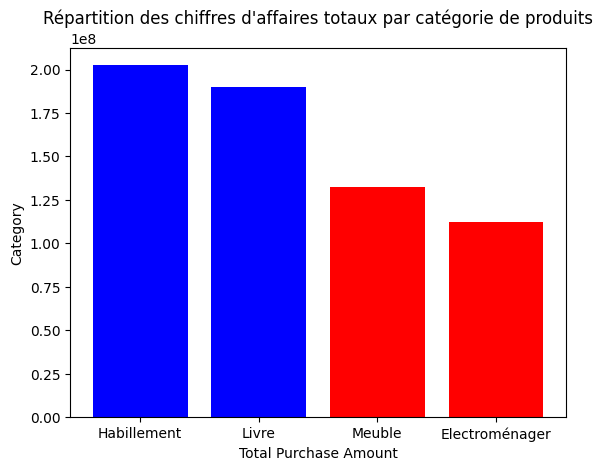 Répartition des chiffres d'affaires totaux par catégorie de produits
1e8
2.00
1.75
1.50
1.25
1.00
0.75
0.50
0.25
0.00
Category
Habillement Livre Meuble Electroménager
Total Purchase Amount